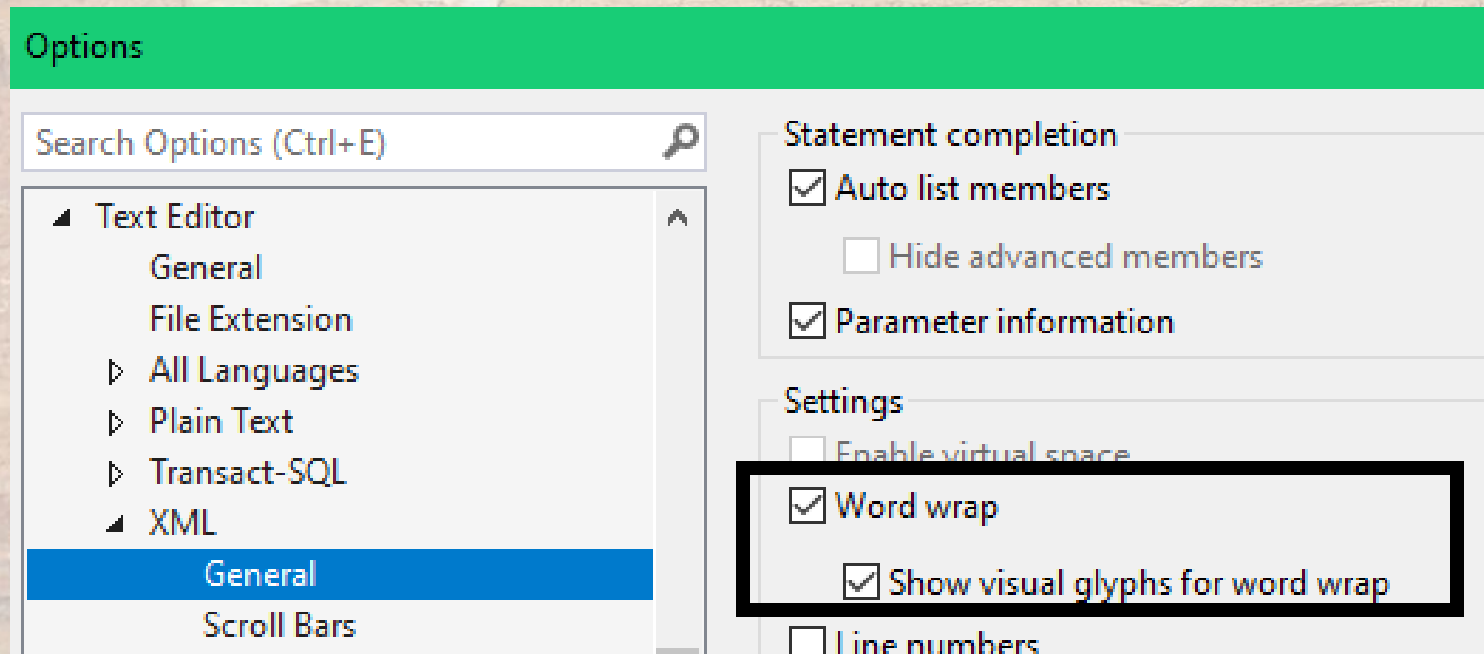 Options
Search Options (Ctrl+E)
Text Editor
General
File Extension
All Languages
Plain Text
Transact-SQL
XML
General
Scroll Bars
Statement completion
Auto list members
Hide advanced members
Parameter information
Settings
Enable virtual space
Word wrap
Show visual glyphs for word wrap
Line numbers